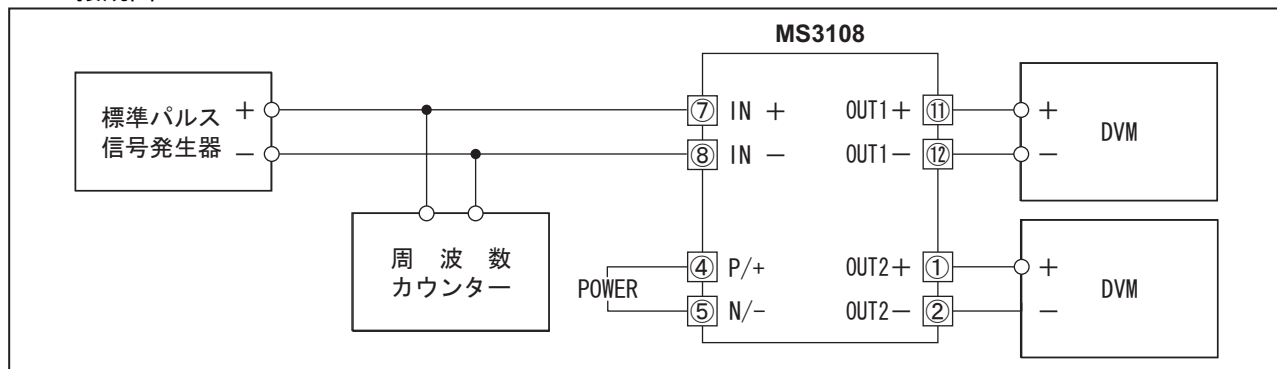 MS3108
標準パルス
信号発生器
+
−
⑦ IN +
⑧ IN −
OUT1+ ⑪
OUT1− ⑫
+
−
DVM
周 波 数
カウンター
POWER
④ P/+
⑤ N/-
OUT2+ ①
OUT2− ②
+
−
DVM